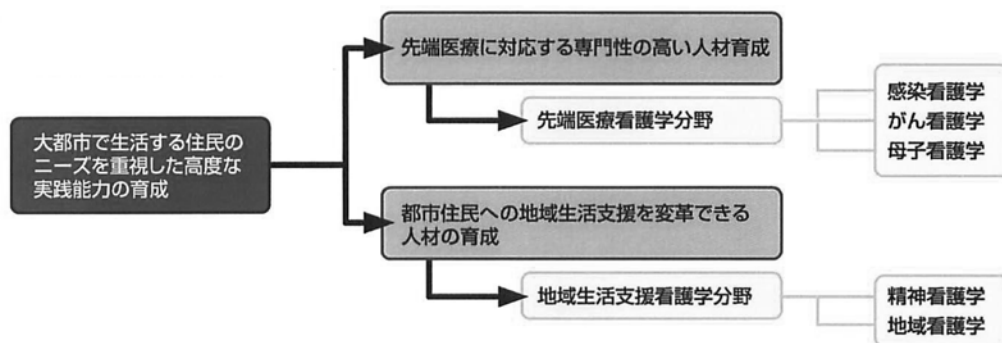 大都市で生活する住民の
ニーズを重視した高度な
実践能力の育成
先端医療に対応する専門性の高い人材育成
先端医療看護学分野
感染看護学
がん看護学
母子看護学
都市住民への地域生活支援を変革できる
人材の育成
地域生活支援看護学分野
精神看護学
地域看護学